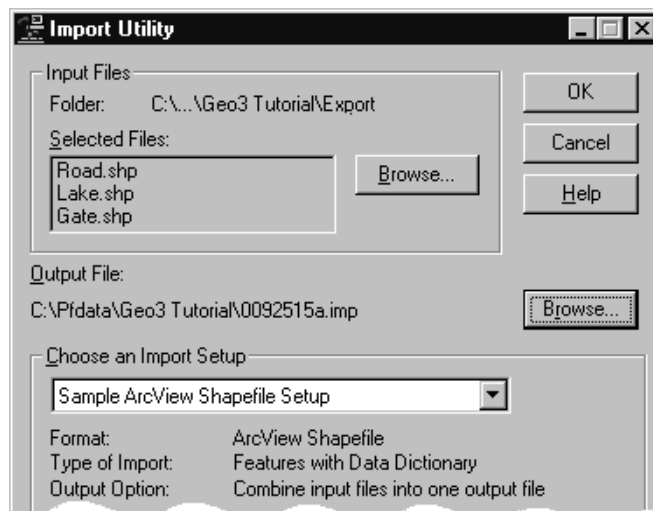 Import Utility
Input Files
Folder: C:\...\Geo3 Tutorial\Export
Selected Files:
Road.shp
Lake.shp
Gate.shp
Browse...
OK
Cancel
Help
Output File:
C:\Pfdata\Geo3 Tutorial\0092515a.imp
Browse...
Choose an Import Setup
Sample ArcView Shapefile Setup
Format: ArcView Shapefile
Type of Import: Features with Data Dictionary
Output Option: Combine input files into one output file